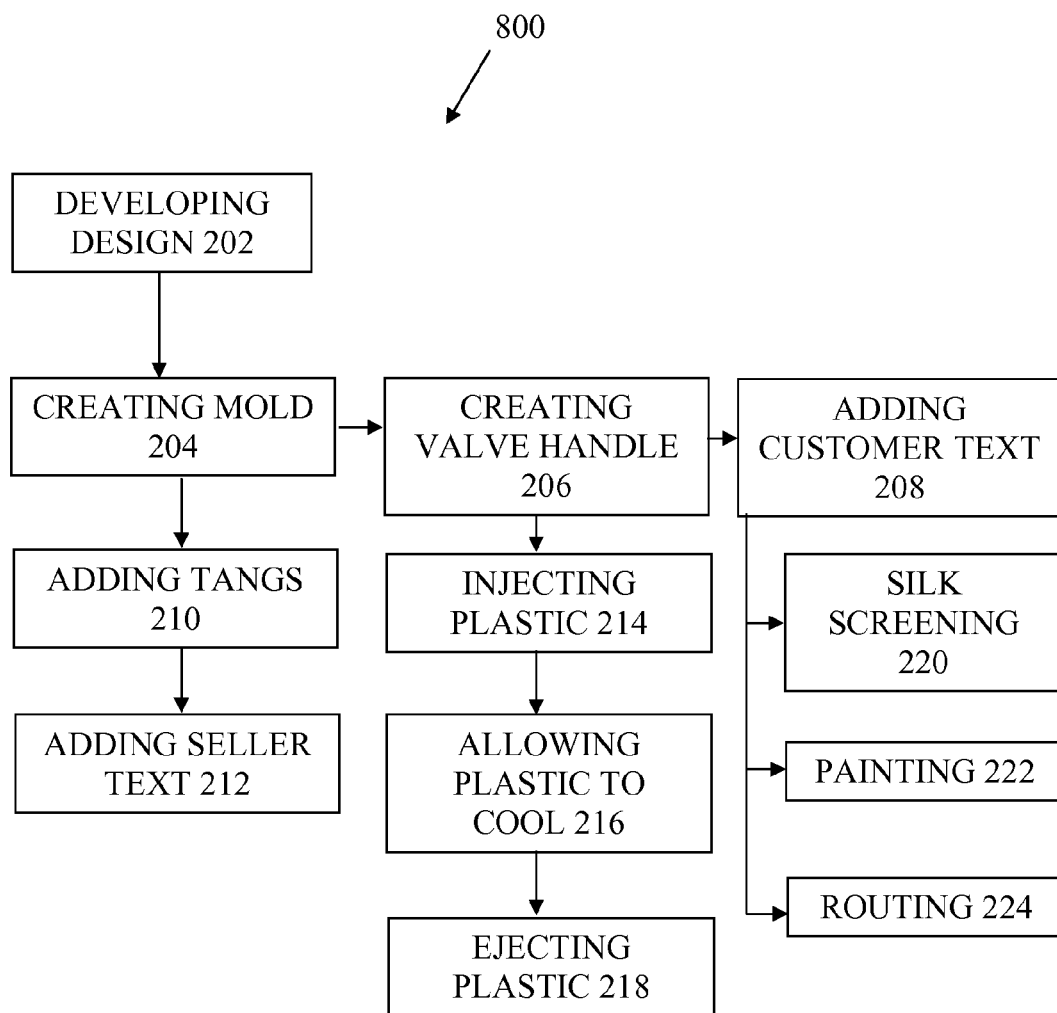 800
DEVELOPING
DESIGN 202
CREATING MOLD
204
ADDING TANGS
210
ADDING SELLER
TEXT 212
CREATING
VALVE HANDLE
206
INJECTING
PLASTIC 214
ALLOWING
PLASTIC TO
COOL 216
EJECTING
PLASTIC 218
ADDING
CUSTOMER TEXT
208
SILK
SCREENING
220
PAINTING 222
ROUTING 224